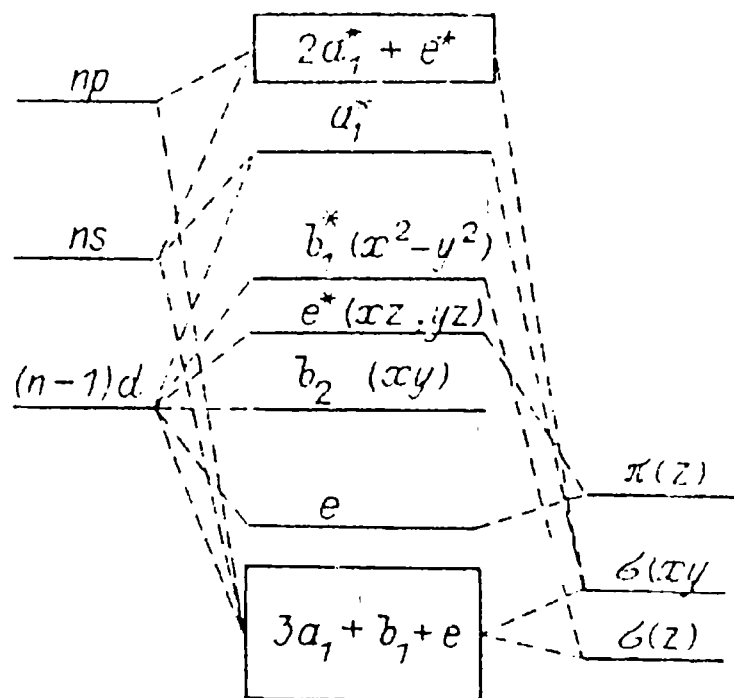 2a₁* + e*
np
a₁*
ns
b₁* (x²−y²)
e* (xz.yz)
(n−1)d
b₂ (xy)
π(z)
e
σ(xy
3a₁ + b₁ + e
σ(z)